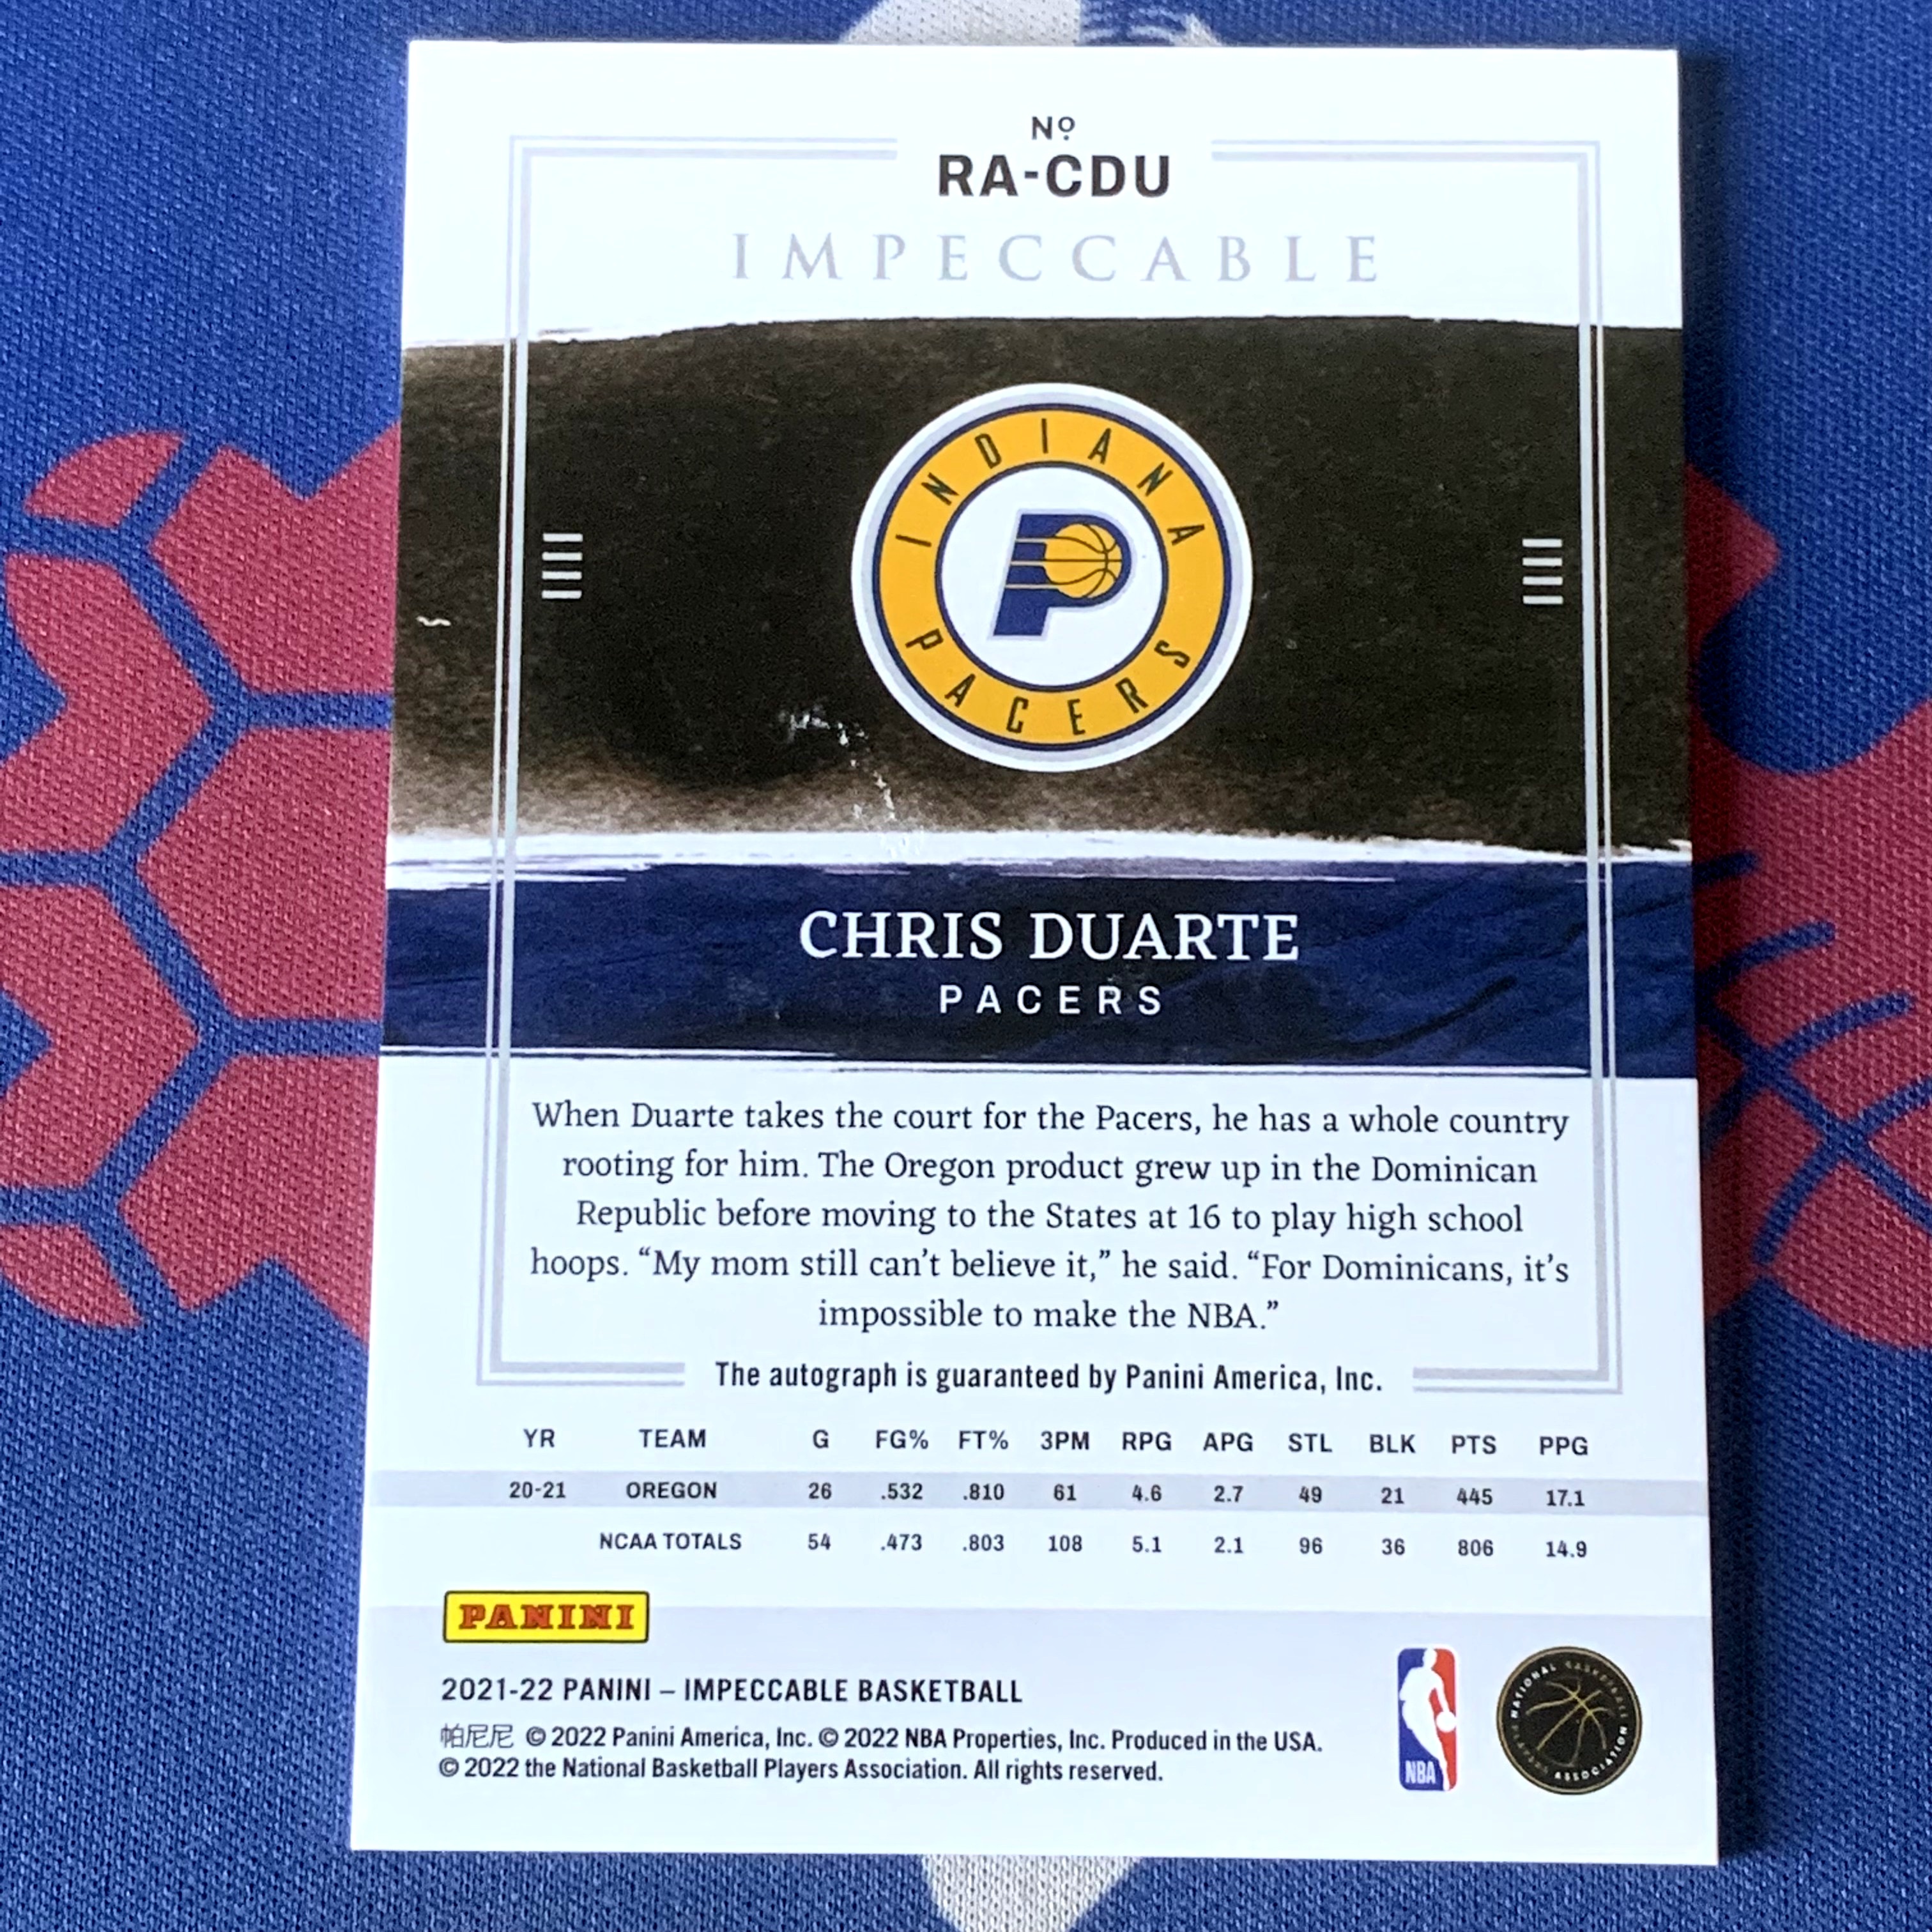 Nº
RA-CDU
IMPECCABLE
INDIANA
PACERS
CHRIS DUARTE
PACERS
When Duarte takes the court for the Pacers, he has a whole country
rooting for him. The Oregon product grew up in the Dominican
Republic before moving to the States at 16 to play high school
hoops. “My mom still can’t believe it,” he said. “For Dominicans, it’s
impossible to make the NBA.”
The autograph is guaranteed by Panini America, Inc.
YR TEAM G FG% FT% 3PM RPG APG STL BLK PTS PPG
20-21 OREGON 26 .532 .810 61 4.6 2.7 49 21 445 17.1
NCAA TOTALS 54 .473 .803 108 5.1 2.1 96 36 806 14.9
PANINI
2021-22 PANINI – IMPECCABLE BASKETBALL
帕尼尼 © 2022 Panini America, Inc. © 2022 NBA Properties, Inc. Produced in the USA.
© 2022 the National Basketball Players Association. All rights reserved.
NBA
NATIONAL BASKETBALL PLAYERS ASSOCIATION